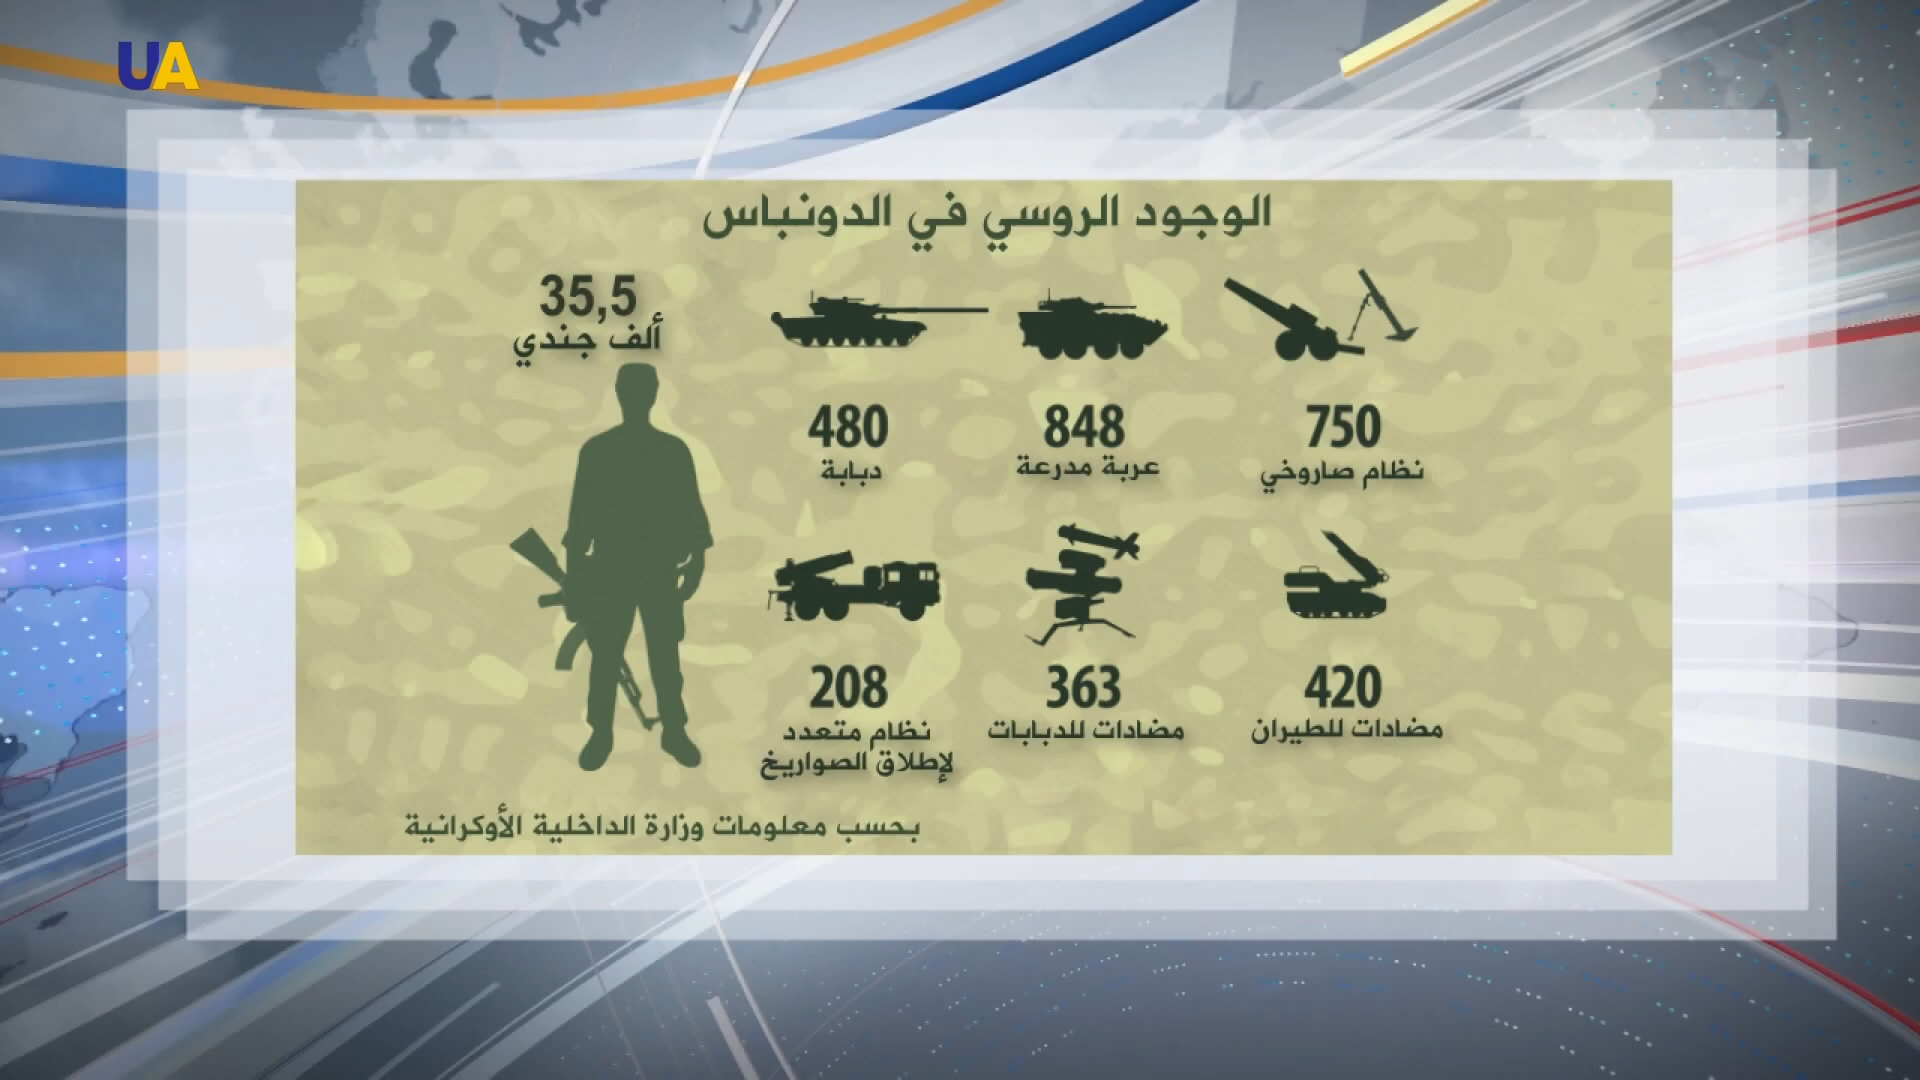 UA
الوجود الروسي في الدونباس
35,5
ألف جندي
480
دبابة
848
عربة مدرعة
750
نظام صاروخي
208
نظام متعدد
لإطلاق الصواريخ
363
مضادات للدبابات
420
مضادات للطيران
بحسب معلومات وزارة الداخلية الأوكرانية